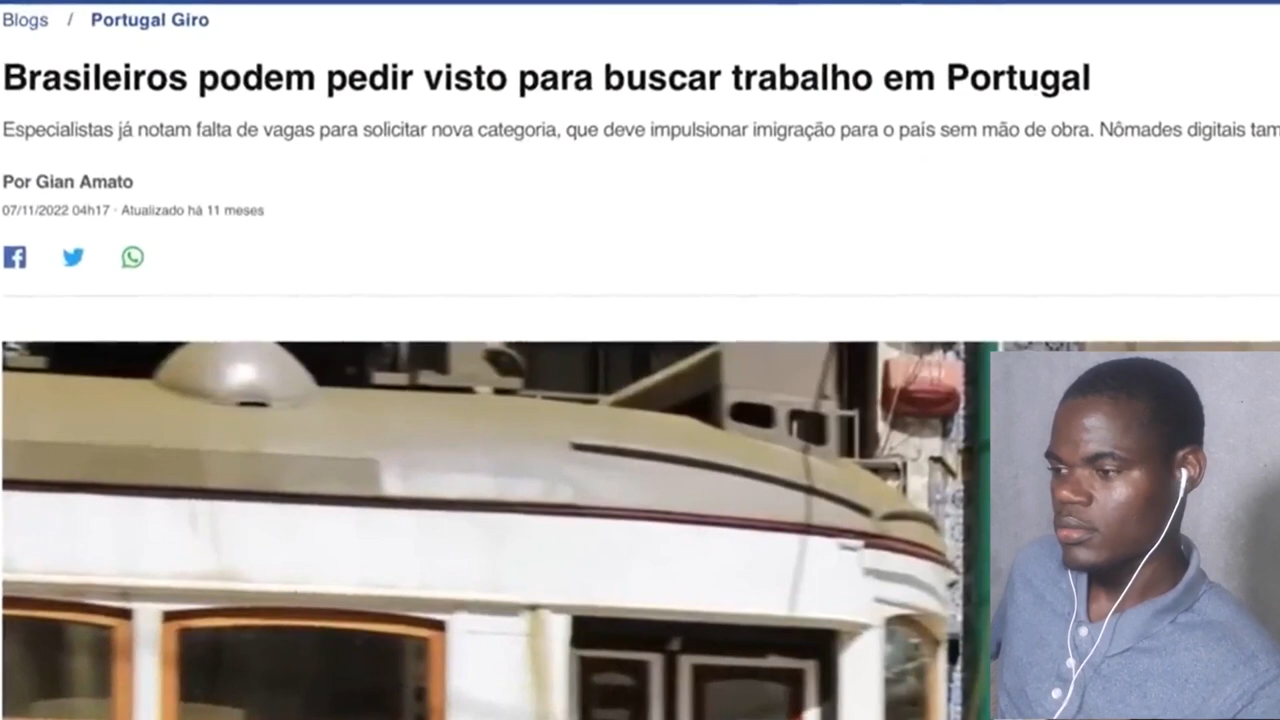 Blogs / Portugal Giro
Brasileiros podem pedir visto para buscar trabalho em Portugal
Especialistas já notam falta de vagas para solicitar nova categoria, que deve impulsionar imigração para o país sem mão de obra. Nômades digitais
Por Gian Amato
07/11/2022 04h17 · Atualizado há 11 meses